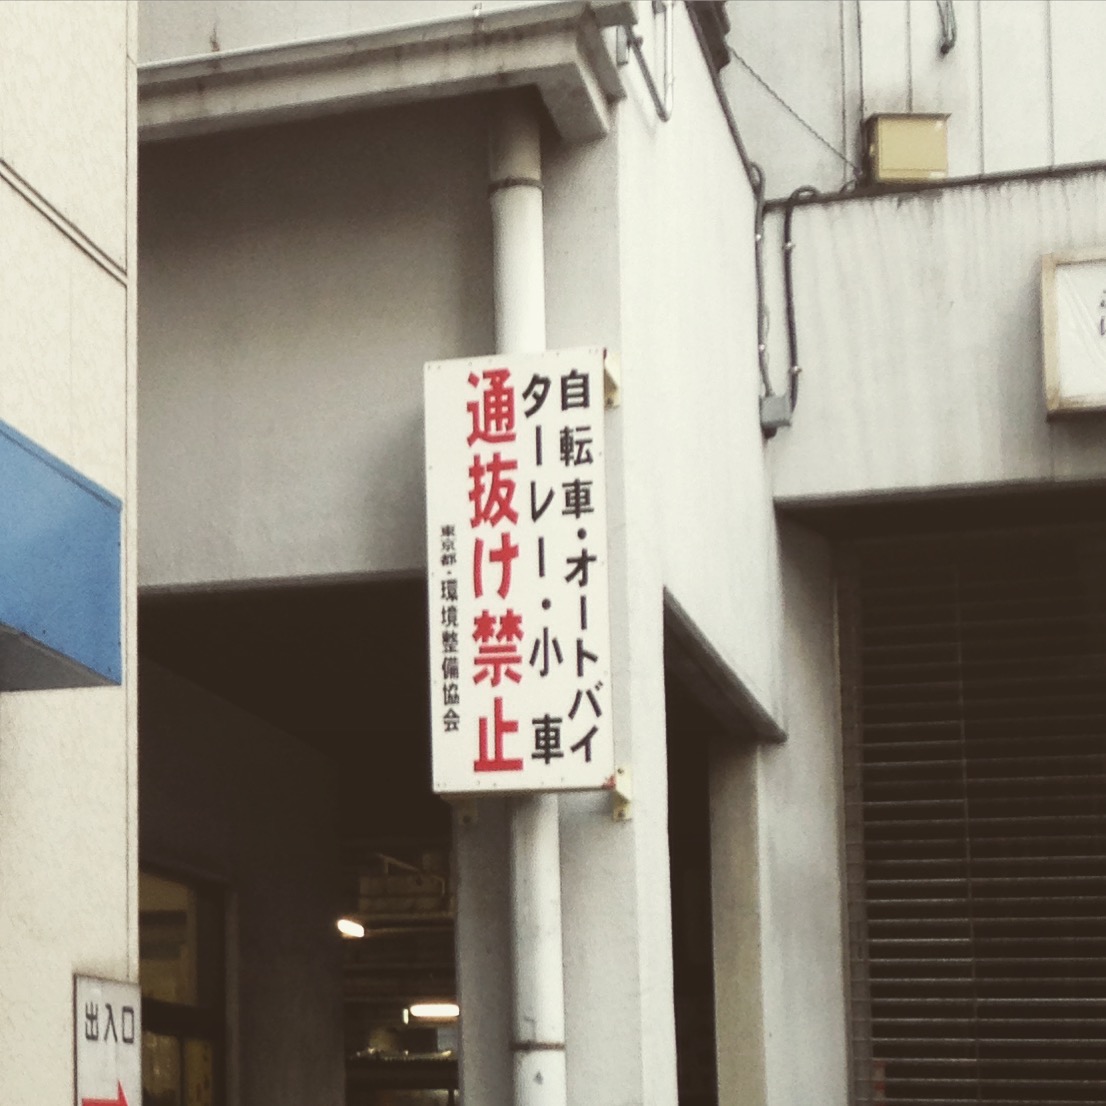 自転車・オートバイ
ターレー・小車
通抜け禁止
東京都・環境整備協会
出入口